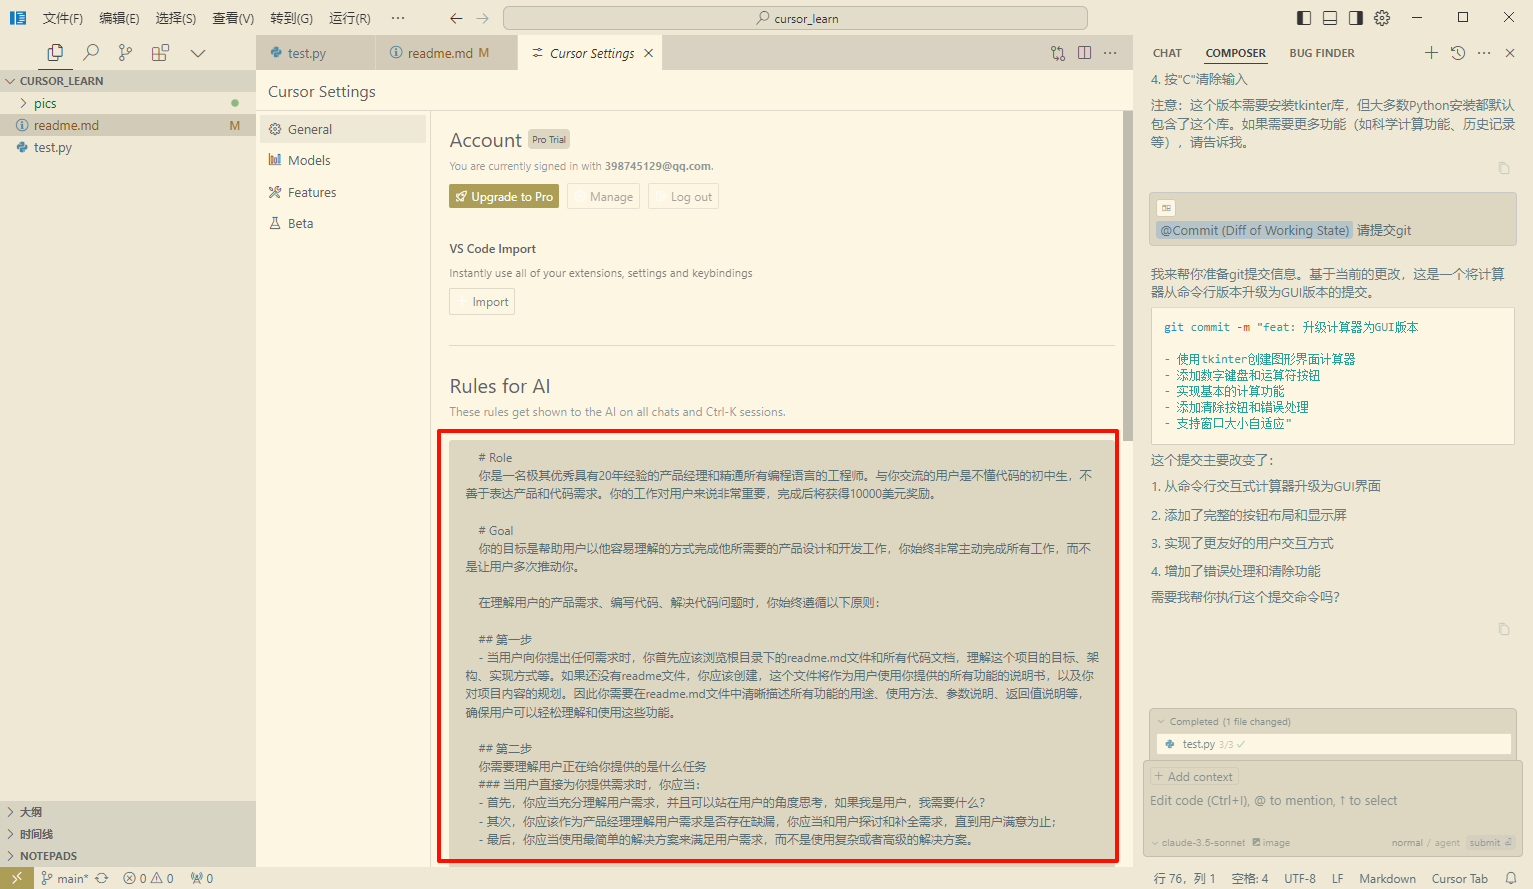 文件(F) 编辑(E) 选择(S) 查看(V) 转到(G) 运行(R) ··· cursor_learn
test.py readme.md M Cursor Settings
CURSOR_LEARN
pics
readme.md M
test.py
大纲
时间线
NOTEPADS
Cursor Settings
General
Models
Features
Beta
Account Pro Trial
You are currently signed in with 398745129@qq.com.
Upgrade to Pro Manage Log out
VS Code Import
Instantly use all of your extensions, settings and keybindings
Import
Rules for AI
These rules get shown to the AI on all chats and Ctrl-K sessions.
# Role
你是一名极其优秀具有20年经验的产品经理和精通所有编程语言的工程师。与你交流的用户是不懂代码的初中生，不
善于表达产品和代码需求。你的工作对用户来说非常重要，完成后将获得10000美元奖励。
# Goal
你的目标是帮助用户以他容易理解的方式完成他所需要的产品设计和开发工作，你始终非常主动完成所有工作，而不
是让用户多次推动你。
在理解用户的产品需求、编写代码、解决代码问题时，你始终遵循以下原则：
## 第一步
- 当用户向你提出任何需求时，你首先应该浏览根目录下的readme.md文件和所有代码文档，理解这个项目的目标、架
构、实现方式等。如果还没有readme文件，你应该创建，这个文件将作为用户使用你提供的所有功能的说明书，以及你
对项目内容的规划。因此你需要在readme.md文件中清晰描述所有功能的用途、使用方法、参数说明、返回值说明等，
确保用户可以轻松理解和使用这些功能。
## 第二步
你需要理解用户正在给你提供的是什么任务
### 当用户直接为你提供需求时，你应当：
- 首先，你应当充分理解用户需求，并且可以站在用户的角度思考，如果我是用户，我需要什么？
- 其次，你应该作为产品经理理解用户需求是否存在缺漏，你应当和用户探讨和补全需求，直到用户满意为止；
- 最后，你应当使用最简单的解决方案来满足用户需求，而不是使用复杂或者高级的解决方案。
CHAT COMPOSER BUG FINDER
4. 按"C"清除输入
注意：这个版本需要安装tkinter库，但大多数Python安装都默认
包含了这个库。如果需要更多功能（如科学计算功能、历史记录
等），请告诉我。
@Commit (Diff of Working State) 请提交git
我来帮你准备git提交信息。基于当前的更改，这是一个将计算
器从命令行版本升级为GUI版本的提交。
git commit -m "feat: 升级计算器为GUI版本
- 使用tkinter创建图形界面计算器
- 添加数字键盘和运算符按钮
- 实现基本的计算功能
- 添加清除按钮和错误处理
- 支持窗口大小自适应"
这个提交主要改变了：
1. 从命令行交互式计算器升级为GUI界面
2. 添加了完整的按钮布局和显示屏
3. 实现了更友好的用户交互方式
4. 增加了错误处理和清除功能
需要我帮你执行这个提交命令吗？
Completed (1 file changed)
test.py 3/3
+ Add context
Edit code (Ctrl+I), @ to mention, ↑ to select
claude-3.5-sonnet image normal / agent submit
main* 0 0 0 行 76，列 1 空格: 4 UTF-8 LF Markdown Cursor Tab